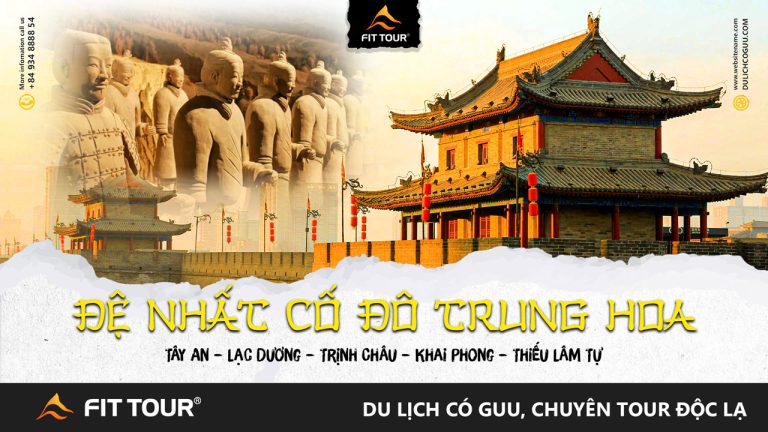 More infomation call us
+ 84 934 8888 54
FIT TOUR®
www.websitename.com
DULICHCOGUU.COM
ĐỆ NHẤT CỐ ĐÔ TRUNG HOA
TÂY AN - LẠC DƯƠNG - TRỊNH CHÂU - KHAI PHONG - THIẾU LÂM TỰ
FIT TOUR®
DU LỊCH CÓ GUU, CHUYÊN TOUR ĐỘC LẠ